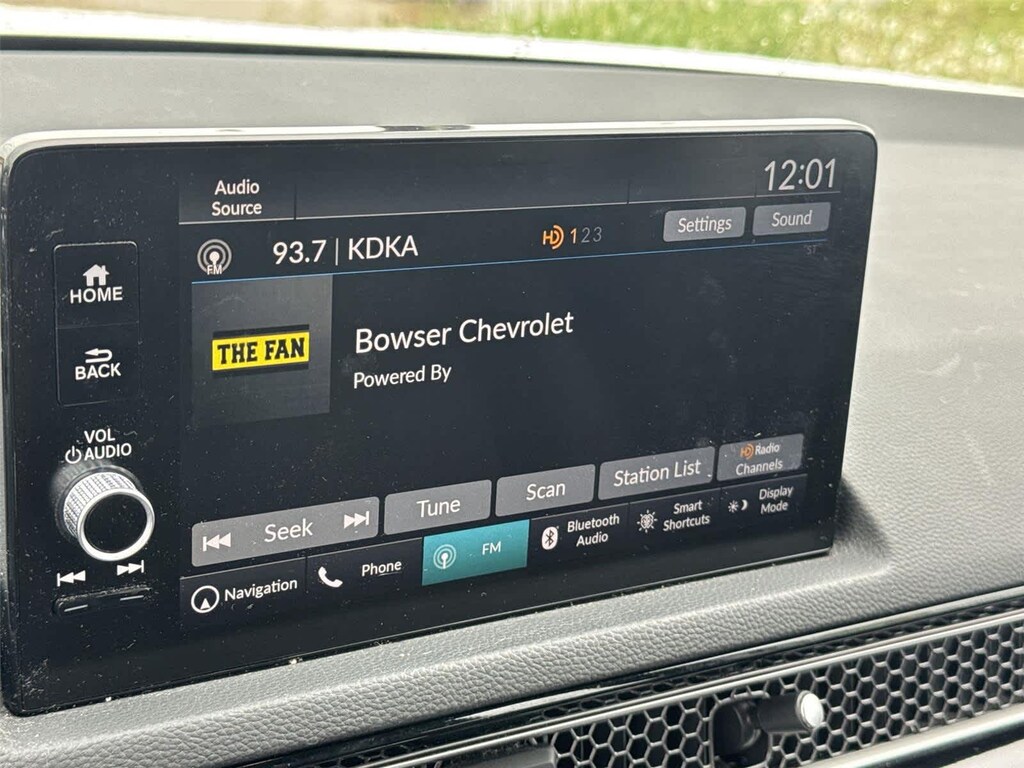 12:01
Audio
Source
Settings
Sound
FM
93.7 | KDKA
HD 1 2 3
ST
HOME
THE FAN
Bowser Chevrolet
Powered By
BACK
VOL
AUDIO
Seek
Tune
Scan
Station List
HD Radio
Channels
Navigation
Phone
FM
Bluetooth
Audio
Smart
Shortcuts
Display
Mode